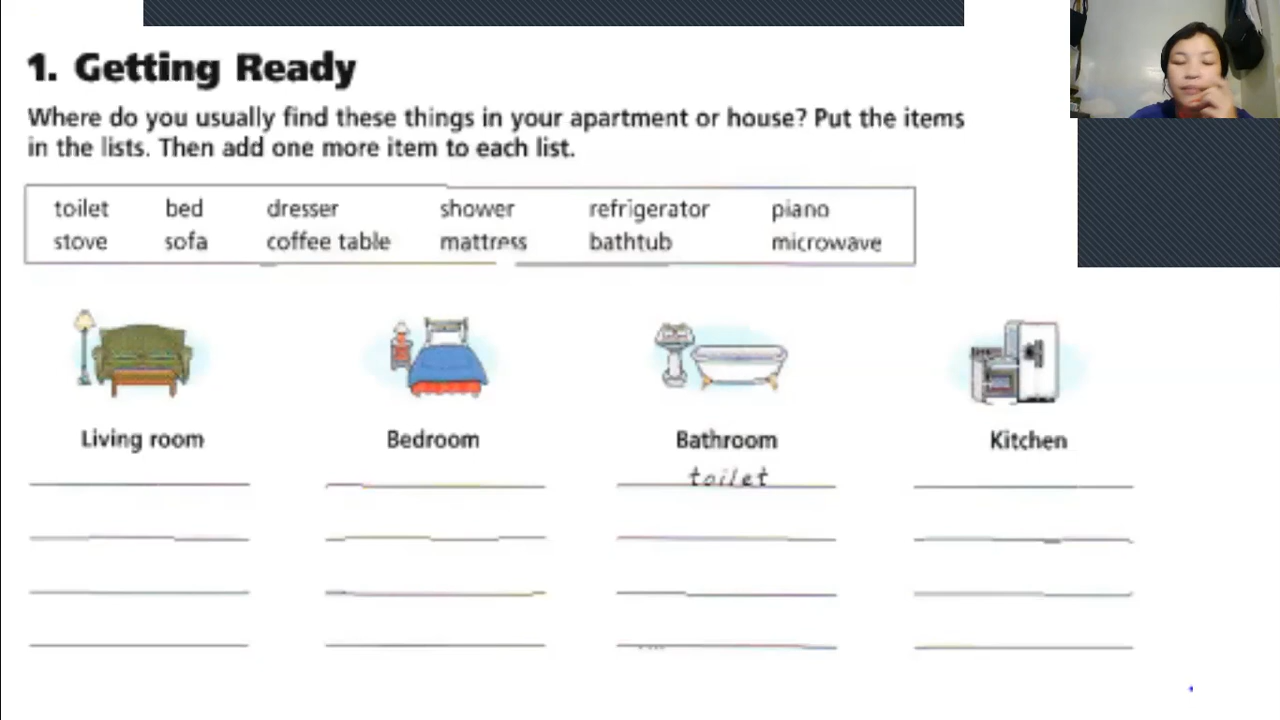 1. Getting Ready
Where do you usually find these things in your apartment or house? Put the items
in the lists. Then add one more item to each list.
toilet bed dresser shower refrigerator piano
stove sofa coffee table mattress bathtub microwave
Living room Bedroom Bathroom Kitchen
toilet